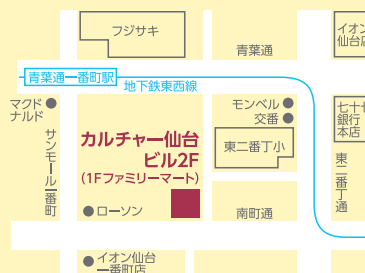 フジサキ
イオン
仙台店
青葉通
青葉通一番町駅
地下鉄東西線
マクド
ナルド
モンベル
交番
七十七
銀行
本店
カルチャー仙台
ビル2F
(1Fファミリーマート)
東二番丁小
サンモール一番町
東二番丁通
ローソン
南町通
イオン仙台
一番町店